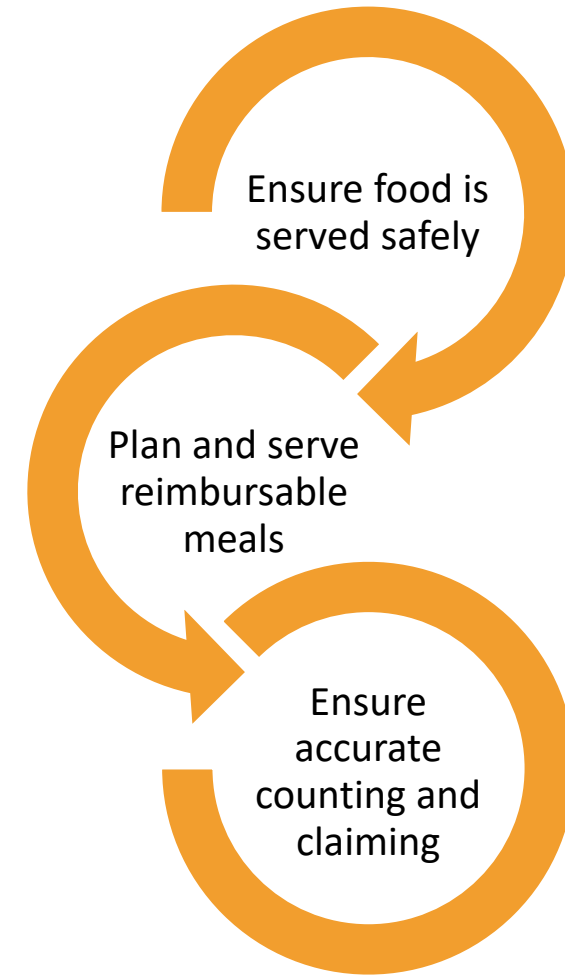 Ensure food is
served safely
Plan and serve
reimbursable
meals
Ensure
accurate
counting and
claiming